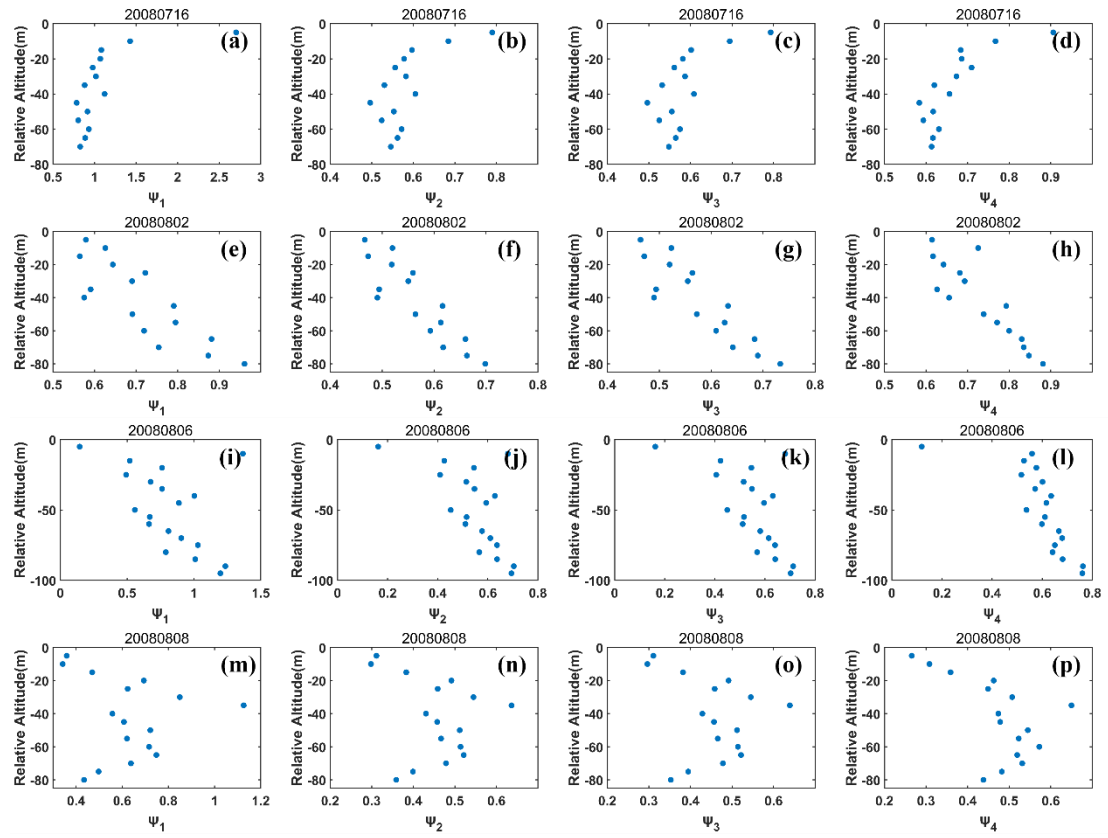 20080716 20080716 20080716 20080716
Relative Altitude(m) Relative Altitude(m) Relative Altitude(m) Relative Altitude(m)
(a) (b) (c) (d)
0 0 0 0
-20 -20 -20 -20
-40 -40 -40 -40
-60 -60 -60 -60
-80 -80 -80 -80
0.5 1 1.5 2 2.5 3 0.4 0.5 0.6 0.7 0.8 0.4 0.5 0.6 0.7 0.8 0.5 0.6 0.7 0.8 0.9
Ψ1 Ψ2 Ψ3 Ψ4
20080802 20080802 20080802 20080802
Relative Altitude(m) Relative Altitude(m) Relative Altitude(m) Relative Altitude(m)
(e) (f) (g) (h)
0 0 0 0
-20 -20 -20 -20
-40 -40 -40 -40
-60 -60 -60 -60
-80 -80 -80 -80
0.5 0.6 0.7 0.8 0.9 0.4 0.5 0.6 0.7 0.8 0.4 0.5 0.6 0.7 0.8 0.5 0.6 0.7 0.8 0.9
Ψ1 Ψ2 Ψ3 Ψ4
20080806 20080806 20080806 20080806
Relative Altitude(m) Relative Altitude(m) Relative Altitude(m) Relative Altitude(m)
(i) (j) (k) (l)
0 0 0 0
-50 -50 -50 -50
-100 -100 -100 -100
0 0.5 1 1.5 0 0.2 0.4 0.6 0.8 0 0.2 0.4 0.6 0.8 0 0.2 0.4 0.6 0.8
Ψ1 Ψ2 Ψ3 Ψ4
20080808 20080808 20080808 20080808
Relative Altitude(m) Relative Altitude(m) Relative Altitude(m) Relative Altitude(m)
(m) (n) (o) (p)
0 0 0 0
-20 -20 -20 -20
-40 -40 -40 -40
-60 -60 -60 -60
-80 -80 -80 -80
0.4 0.6 0.8 1 1.2 0.2 0.3 0.4 0.5 0.6 0.2 0.3 0.4 0.5 0.6 0.2 0.3 0.4 0.5 0.6
Ψ1 Ψ2 Ψ3 Ψ4